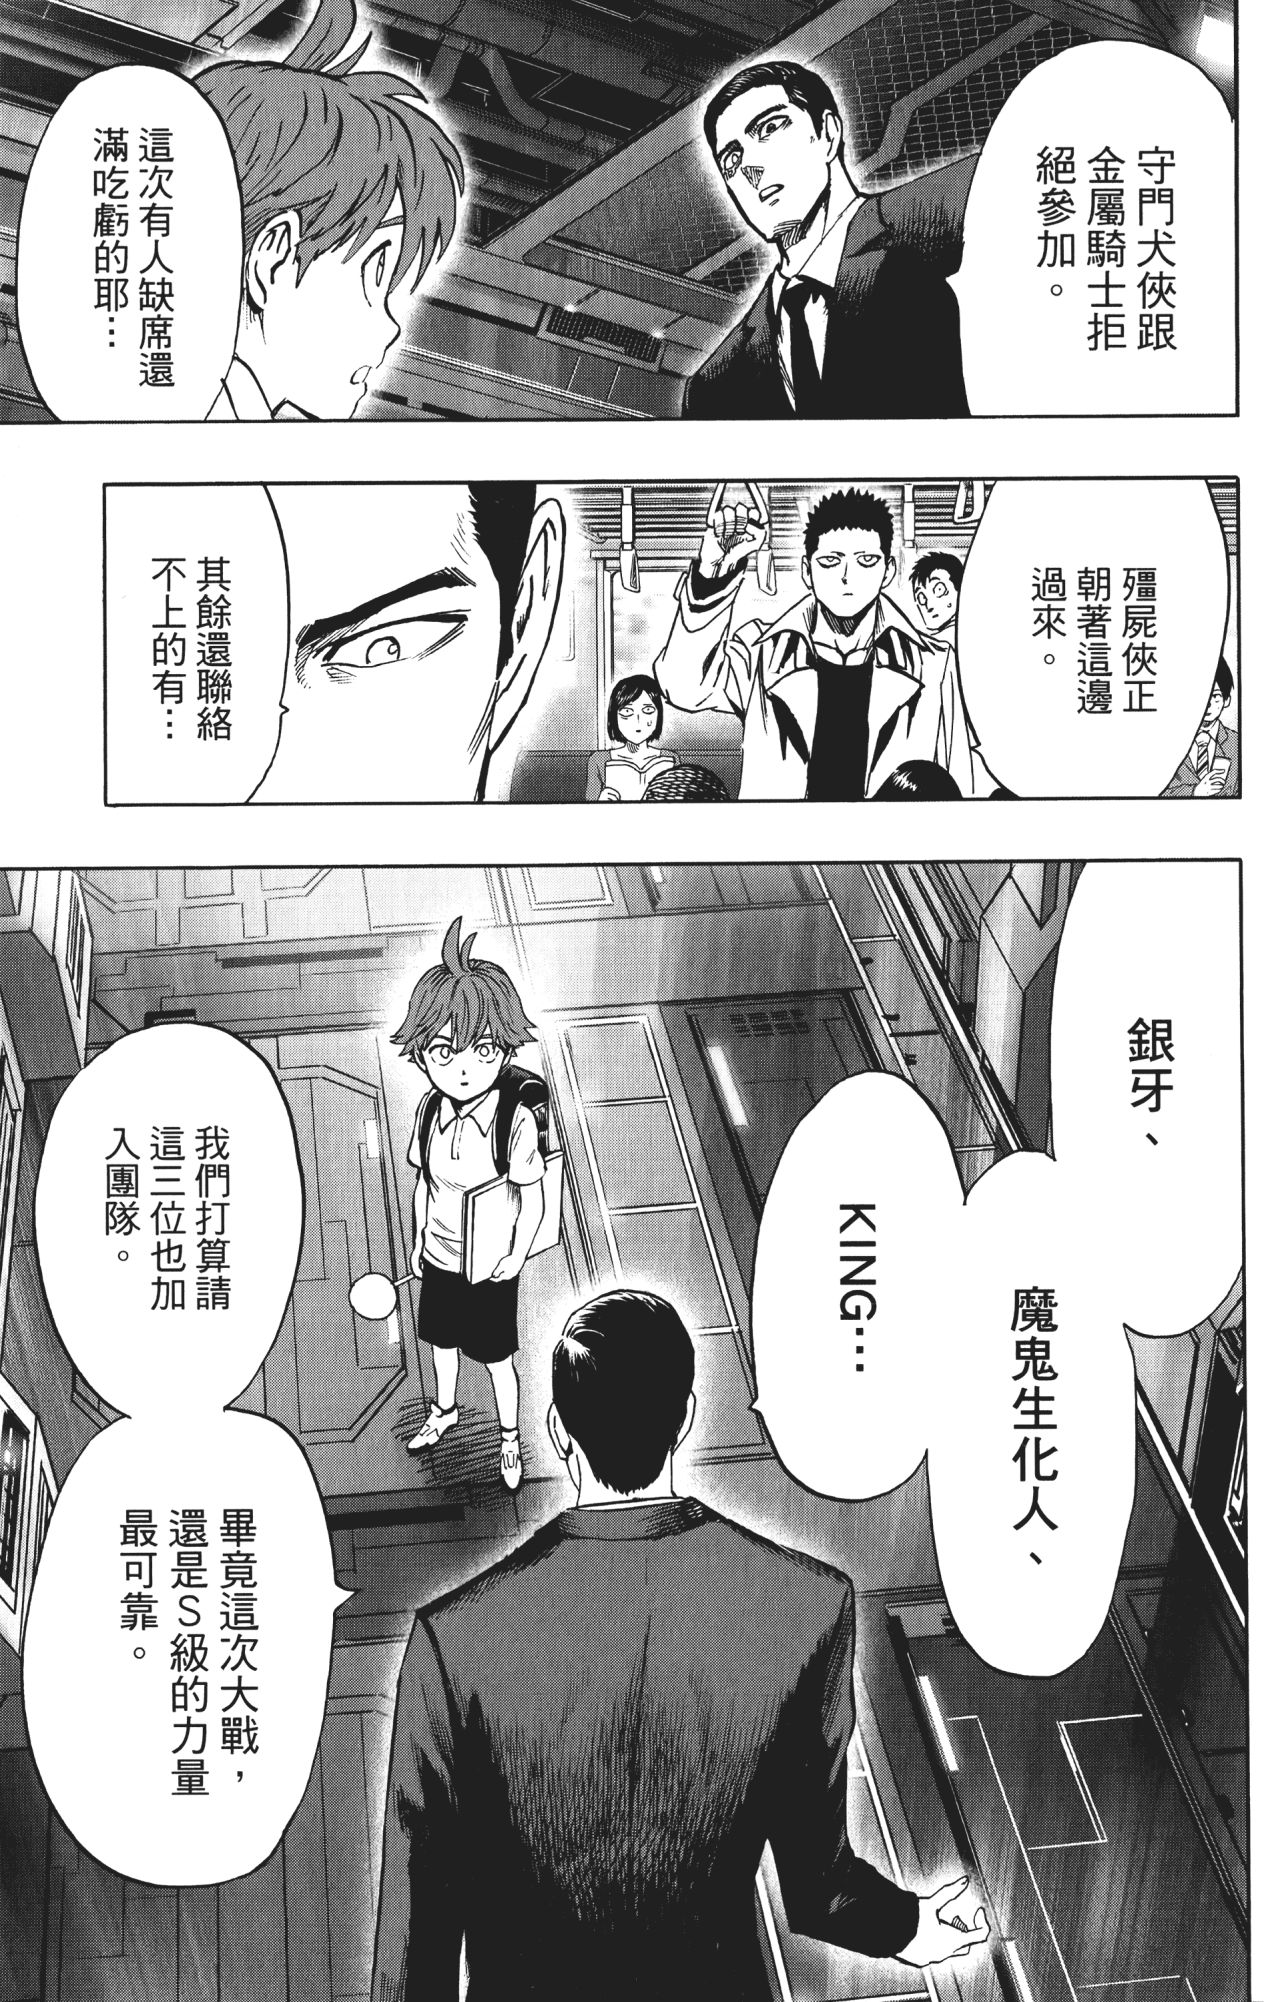 守門犬俠跟
金屬騎士拒
絕參加。
這次有人缺席還
滿吃虧的耶…
殭屍俠正
朝著這邊
過來。
其餘還聯絡
不上的有…
銀牙、
魔鬼生化人、
KING…
我們打算請
這三位也加
入團隊。
畢竟這次大戰，
還是S級的力量
最可靠。